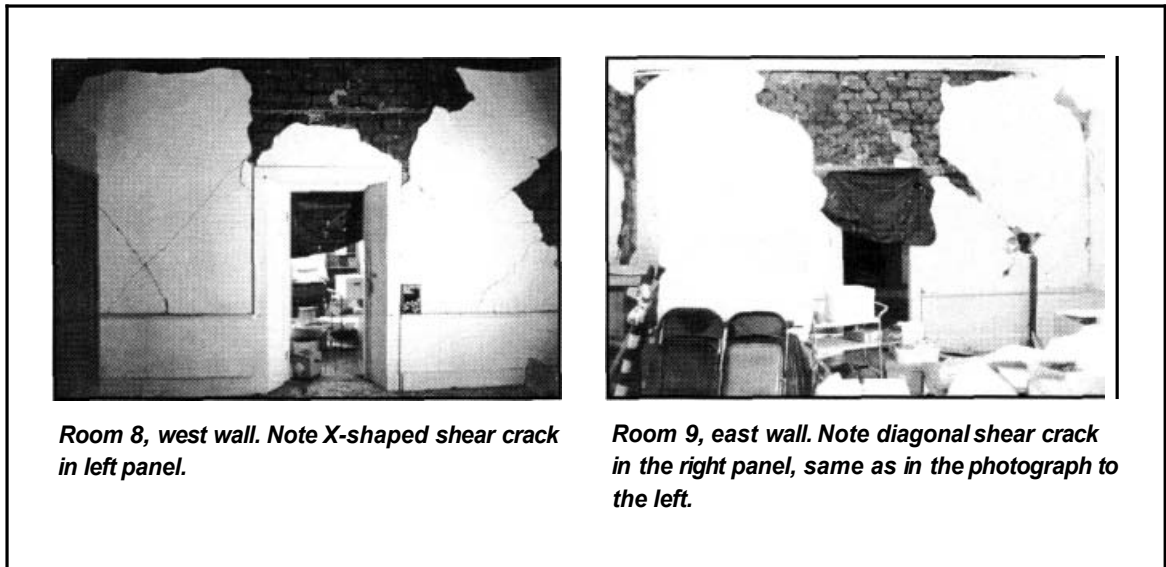 Room 8, west wall. Note X-shaped shear crack
in left panel.
Room 9, east wall. Note diagonal shear crack
in the right panel, same as in the photograph to
the left.